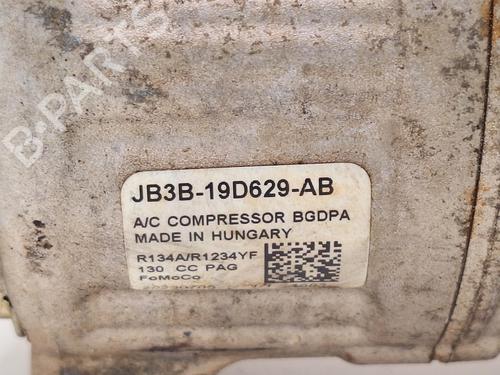 B-PARTS
JB3B-19D629-AB
A/C COMPRESSOR BGDPA
MADE IN HUNGARY
R134A/R1234YF
130 CC PAG
FoMoCo